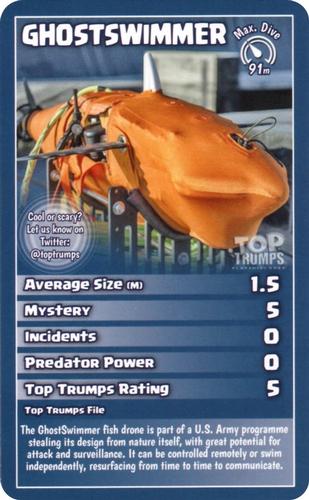 GHOSTSWIMMER
Max. Dive
91m
Cool or scary?
Let us know on
Twitter:
@toptrumps
TOP
TRUMPS
Average Size (m) 1.5
Mystery 5
Incidents 0
Predator Power 0
Top Trumps Rating 5
Top Trumps File
The GhostSwimmer fish drone is part of a U.S. Army programme
stealing its design from nature itself, with great potential for
attack and surveillance. It can be controlled remotely or swim
independently, resurfacing from time to time to communicate.